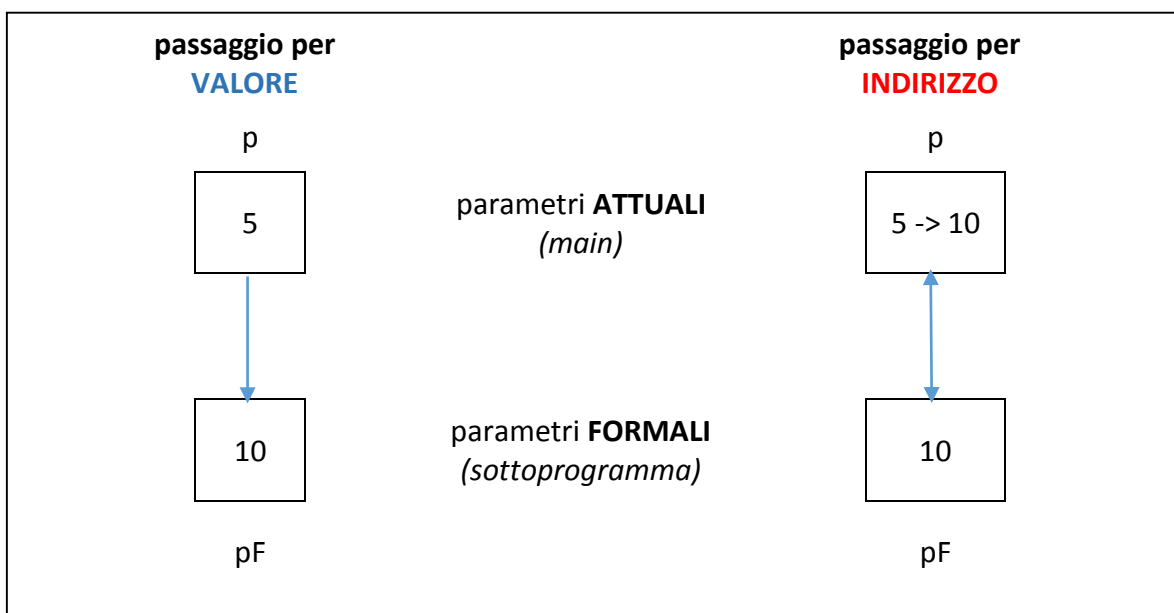 passaggio per
VALORE
passaggio per
INDIRIZZO
p
p
5
parametri ATTUALI
(main)
5 -> 10
10
parametri FORMALI
(sottoprogramma)
10
pF
pF